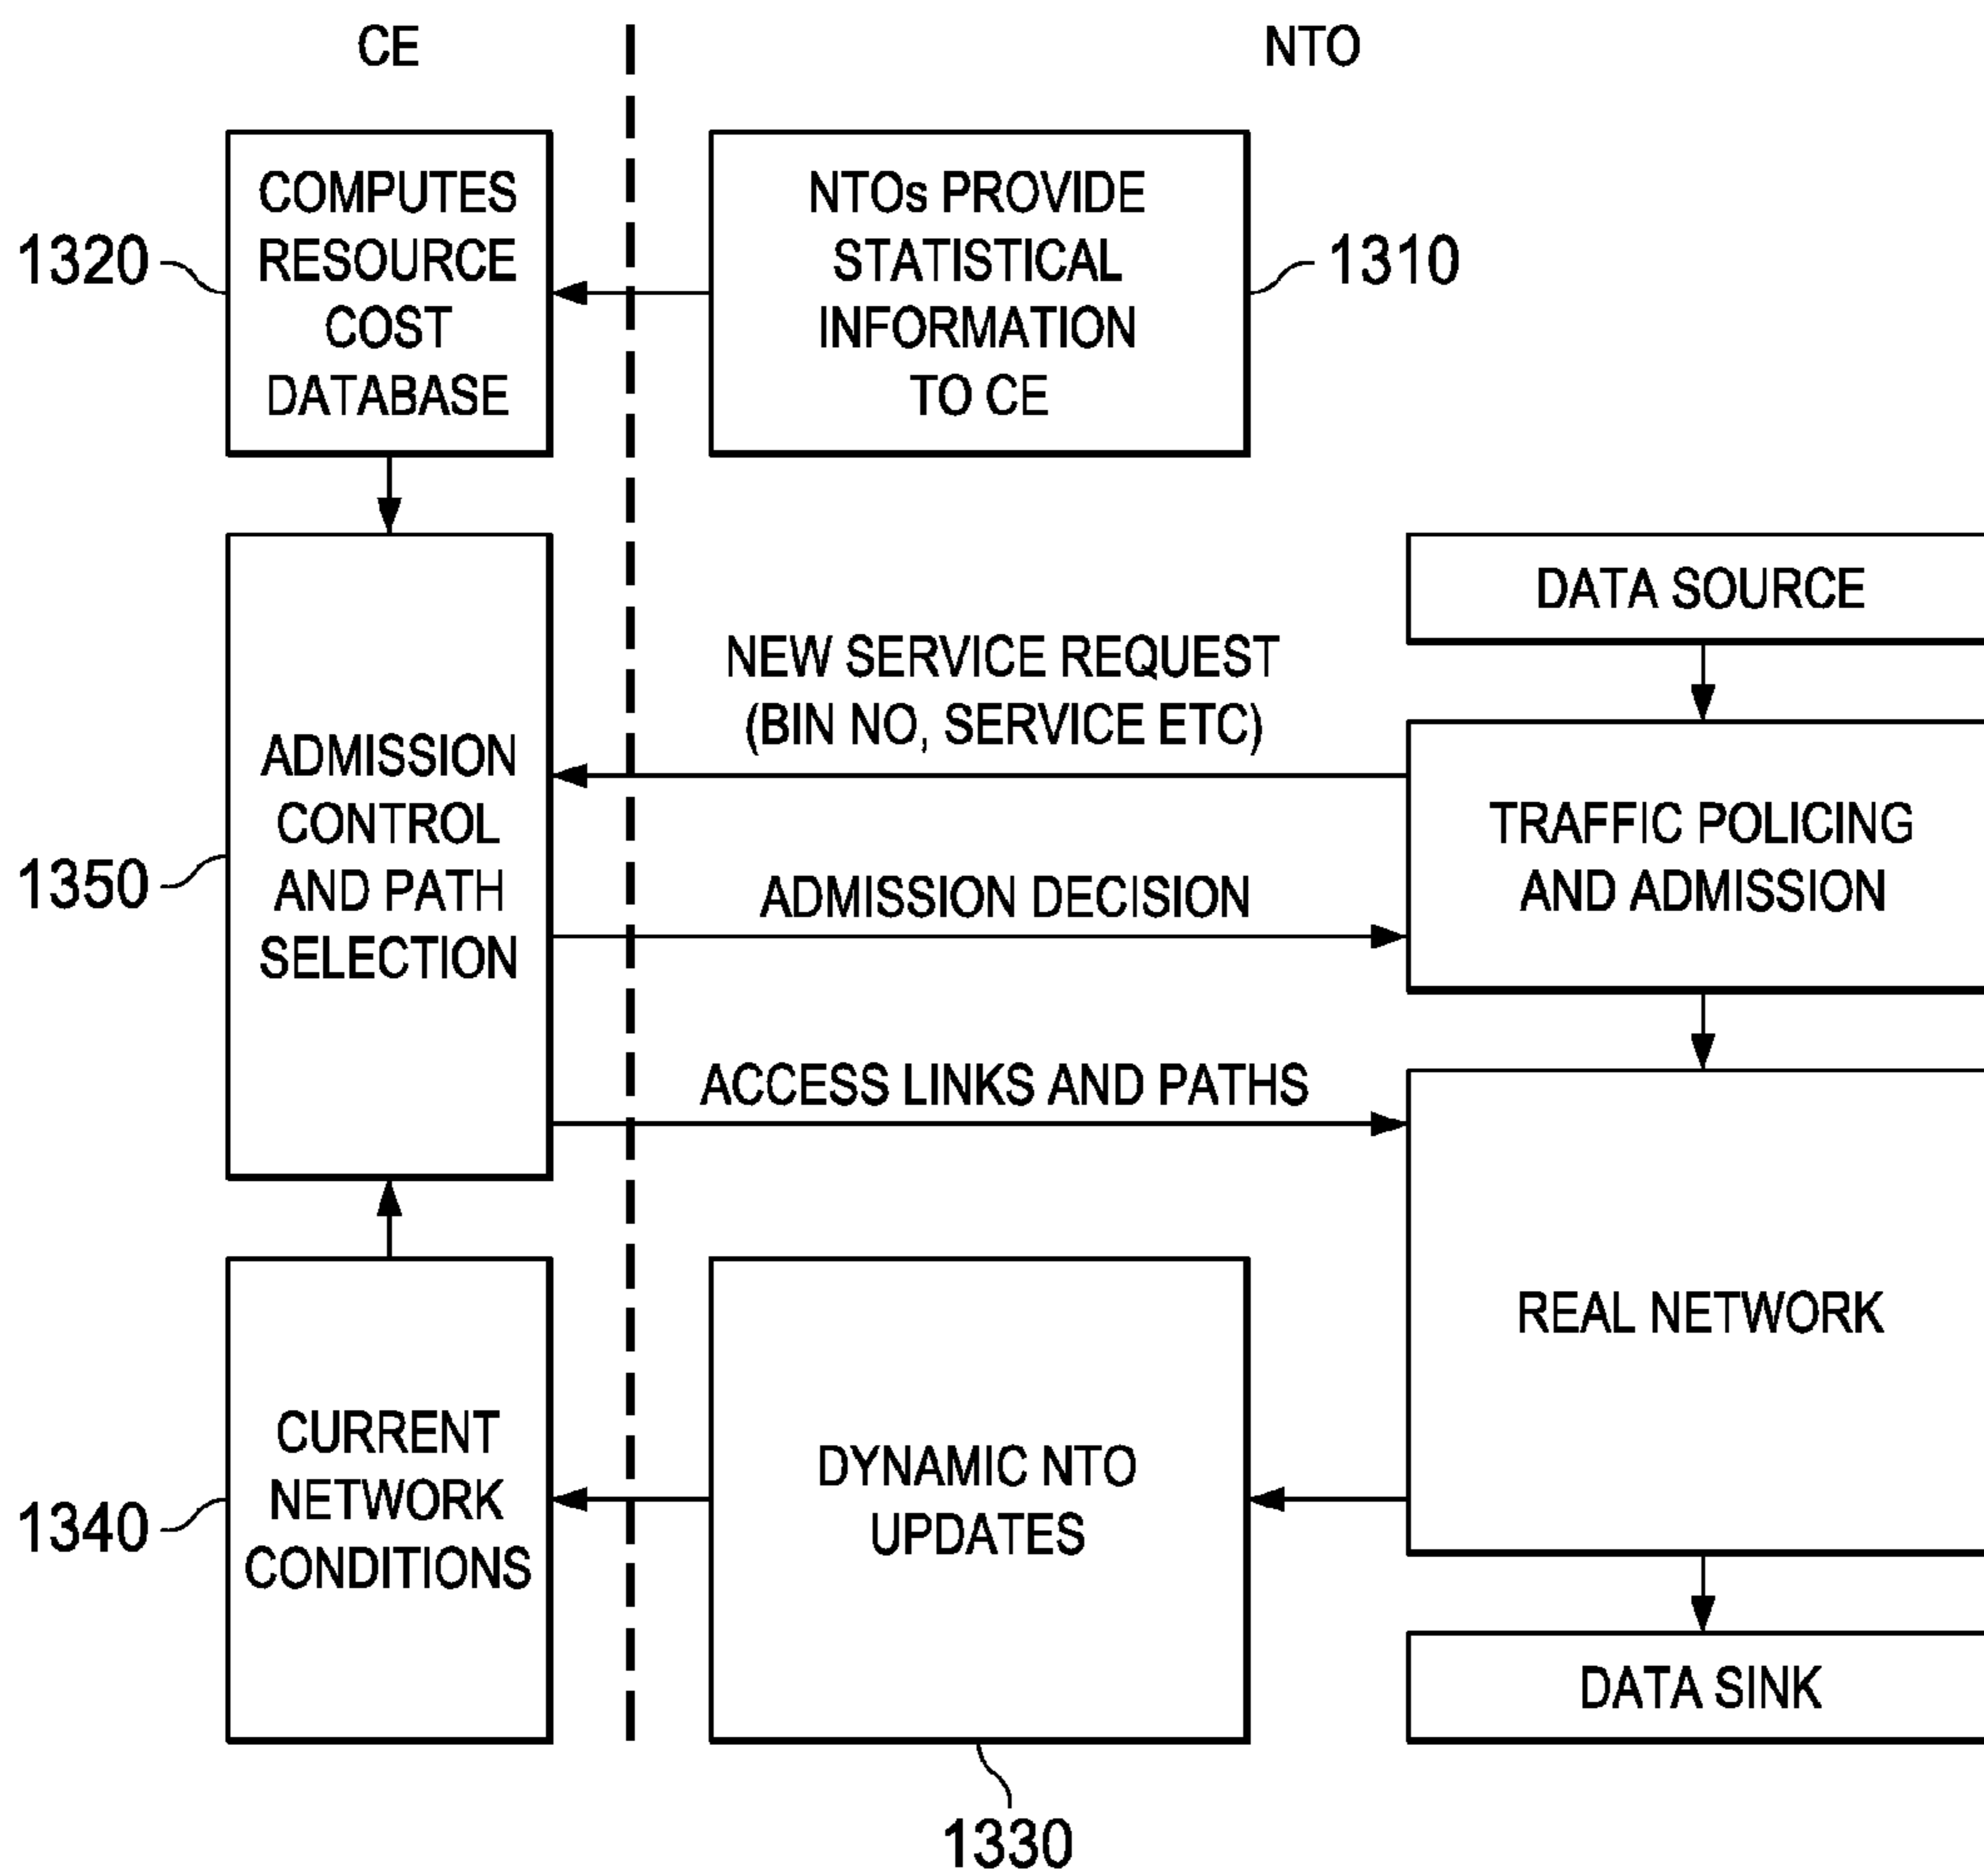 CE
NTO
COMPUTES
RESOURCE
COST
DATABASE
1320
NTOs PROVIDE
STATISTICAL
INFORMATION
TO CE
1310
DATA SOURCE
NEW SERVICE REQUEST
(BIN NO, SERVICE ETC)
ADMISSION
CONTROL
AND PATH
SELECTION
1350
TRAFFIC POLICING
AND ADMISSION
ADMISSION DECISION
ACCESS LINKS AND PATHS
REAL NETWORK
CURRENT
NETWORK
CONDITIONS
1340
DYNAMIC NTO
UPDATES
1330
DATA SINK